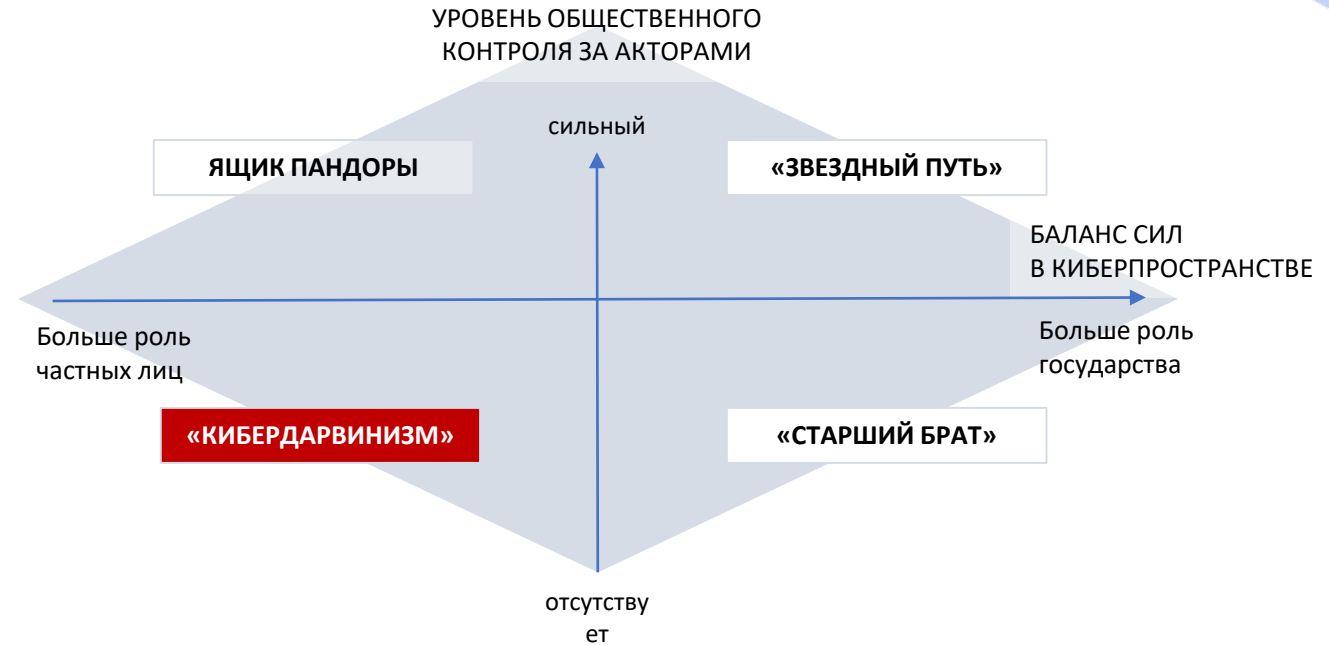 УРОВЕНЬ ОБЩЕСТВЕННОГО
КОНТРОЛЯ ЗА АКТОРАМИ
сильный
ЯЩИК ПАНДОРЫ
«ЗВЕЗДНЫЙ ПУТЬ»
БАЛАНС СИЛ
В КИБЕРПРОСТРАНСТВЕ
Больше роль
частных лиц
Больше роль
государства
«КИБЕРДАРВИНИЗМ»
«СТАРШИЙ БРАТ»
отсутству
ет